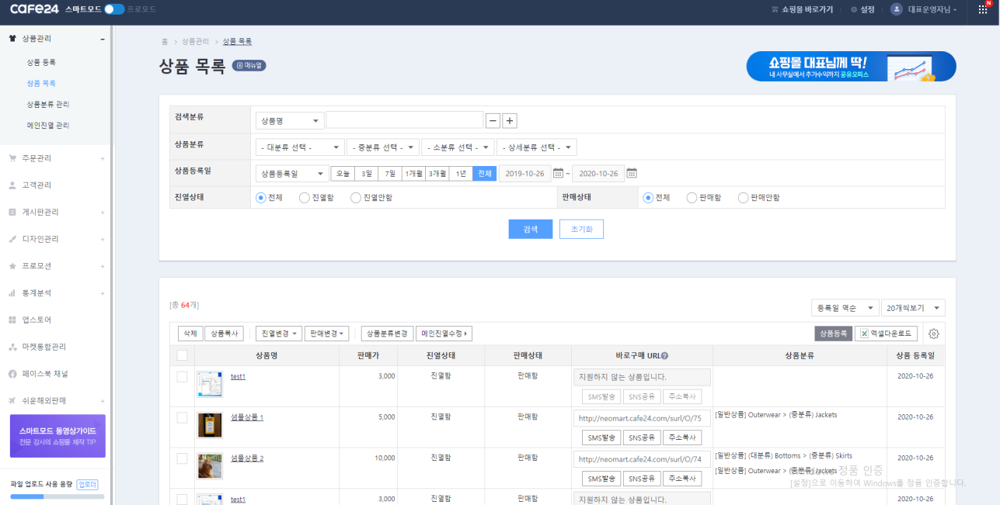 cafe24 스마트모드 프로모드
쇼핑몰 바로가기 설정 대표운영자님 N
상품관리
상품 등록
상품 목록
상품분류 관리
메인진열 관리
주문관리 +
고객관리
게시판관리 +
디자인관리 +
프로모션 +
통계분석 +
앱스토어
마켓통합관리
페이스북 채널
쉬운해외판매 +
스마트모드 동영상가이드
전문 강사의 쇼핑몰 제작 TIP
파일 업로드 사용 용량 업로더
홈 > 상품관리 > 상품 목록
상품 목록 매뉴얼
쇼핑몰 대표님께 딱!
내 사무실에서 추가수익까지 공유오피스
검색분류 상품명
상품분류 - 대분류 선택 - - 중분류 선택 - - 소분류 선택 - - 상세분류 선택 -
상품등록일 상품등록일 오늘 3일 7일 1개월 3개월 1년 전체 2019-10-26 ~ 2020-10-26
진열상태 전체 진열함 진열안함 판매상태 전체 판매함 판매안함
검색 초기화
[총 64개]
등록일 역순 20개씩보기
삭제 상품복사 진열변경 판매변경 상품분류변경 메인진열수정 상품등록 엑셀다운로드
상품명 판매가 진열상태 판매상태 바로구매 URL 상품분류 상품 등록일
test1 3,000 진열함 판매함 지원하지 않는 상품입니다. 2020-10-26
SMS발송 SNS공유 주소복사
샘플상품 1 5,000 진열함 판매함 http://neomart.cafe24.com/surl/O/75 [일반상품] Outerwear > (중분류) Jackets 2020-10-26
SMS발송 SNS공유 주소복사
샘플상품 2 10,000 진열함 판매함 http://neomart.cafe24.com/surl/O/74 [일반상품] (대분류) Bottoms > (중분류) Skirts 2020-10-26
[일반상품] Outerwear > (중분류) Jackets
SMS발송 SNS공유 주소복사
Windows 정품 인증
[설정]으로 이동하여 Windows를 정품 인증합니다.
test1 3,000 진열함 판매함 지원하지 않는 상품입니다. 2020-10-26